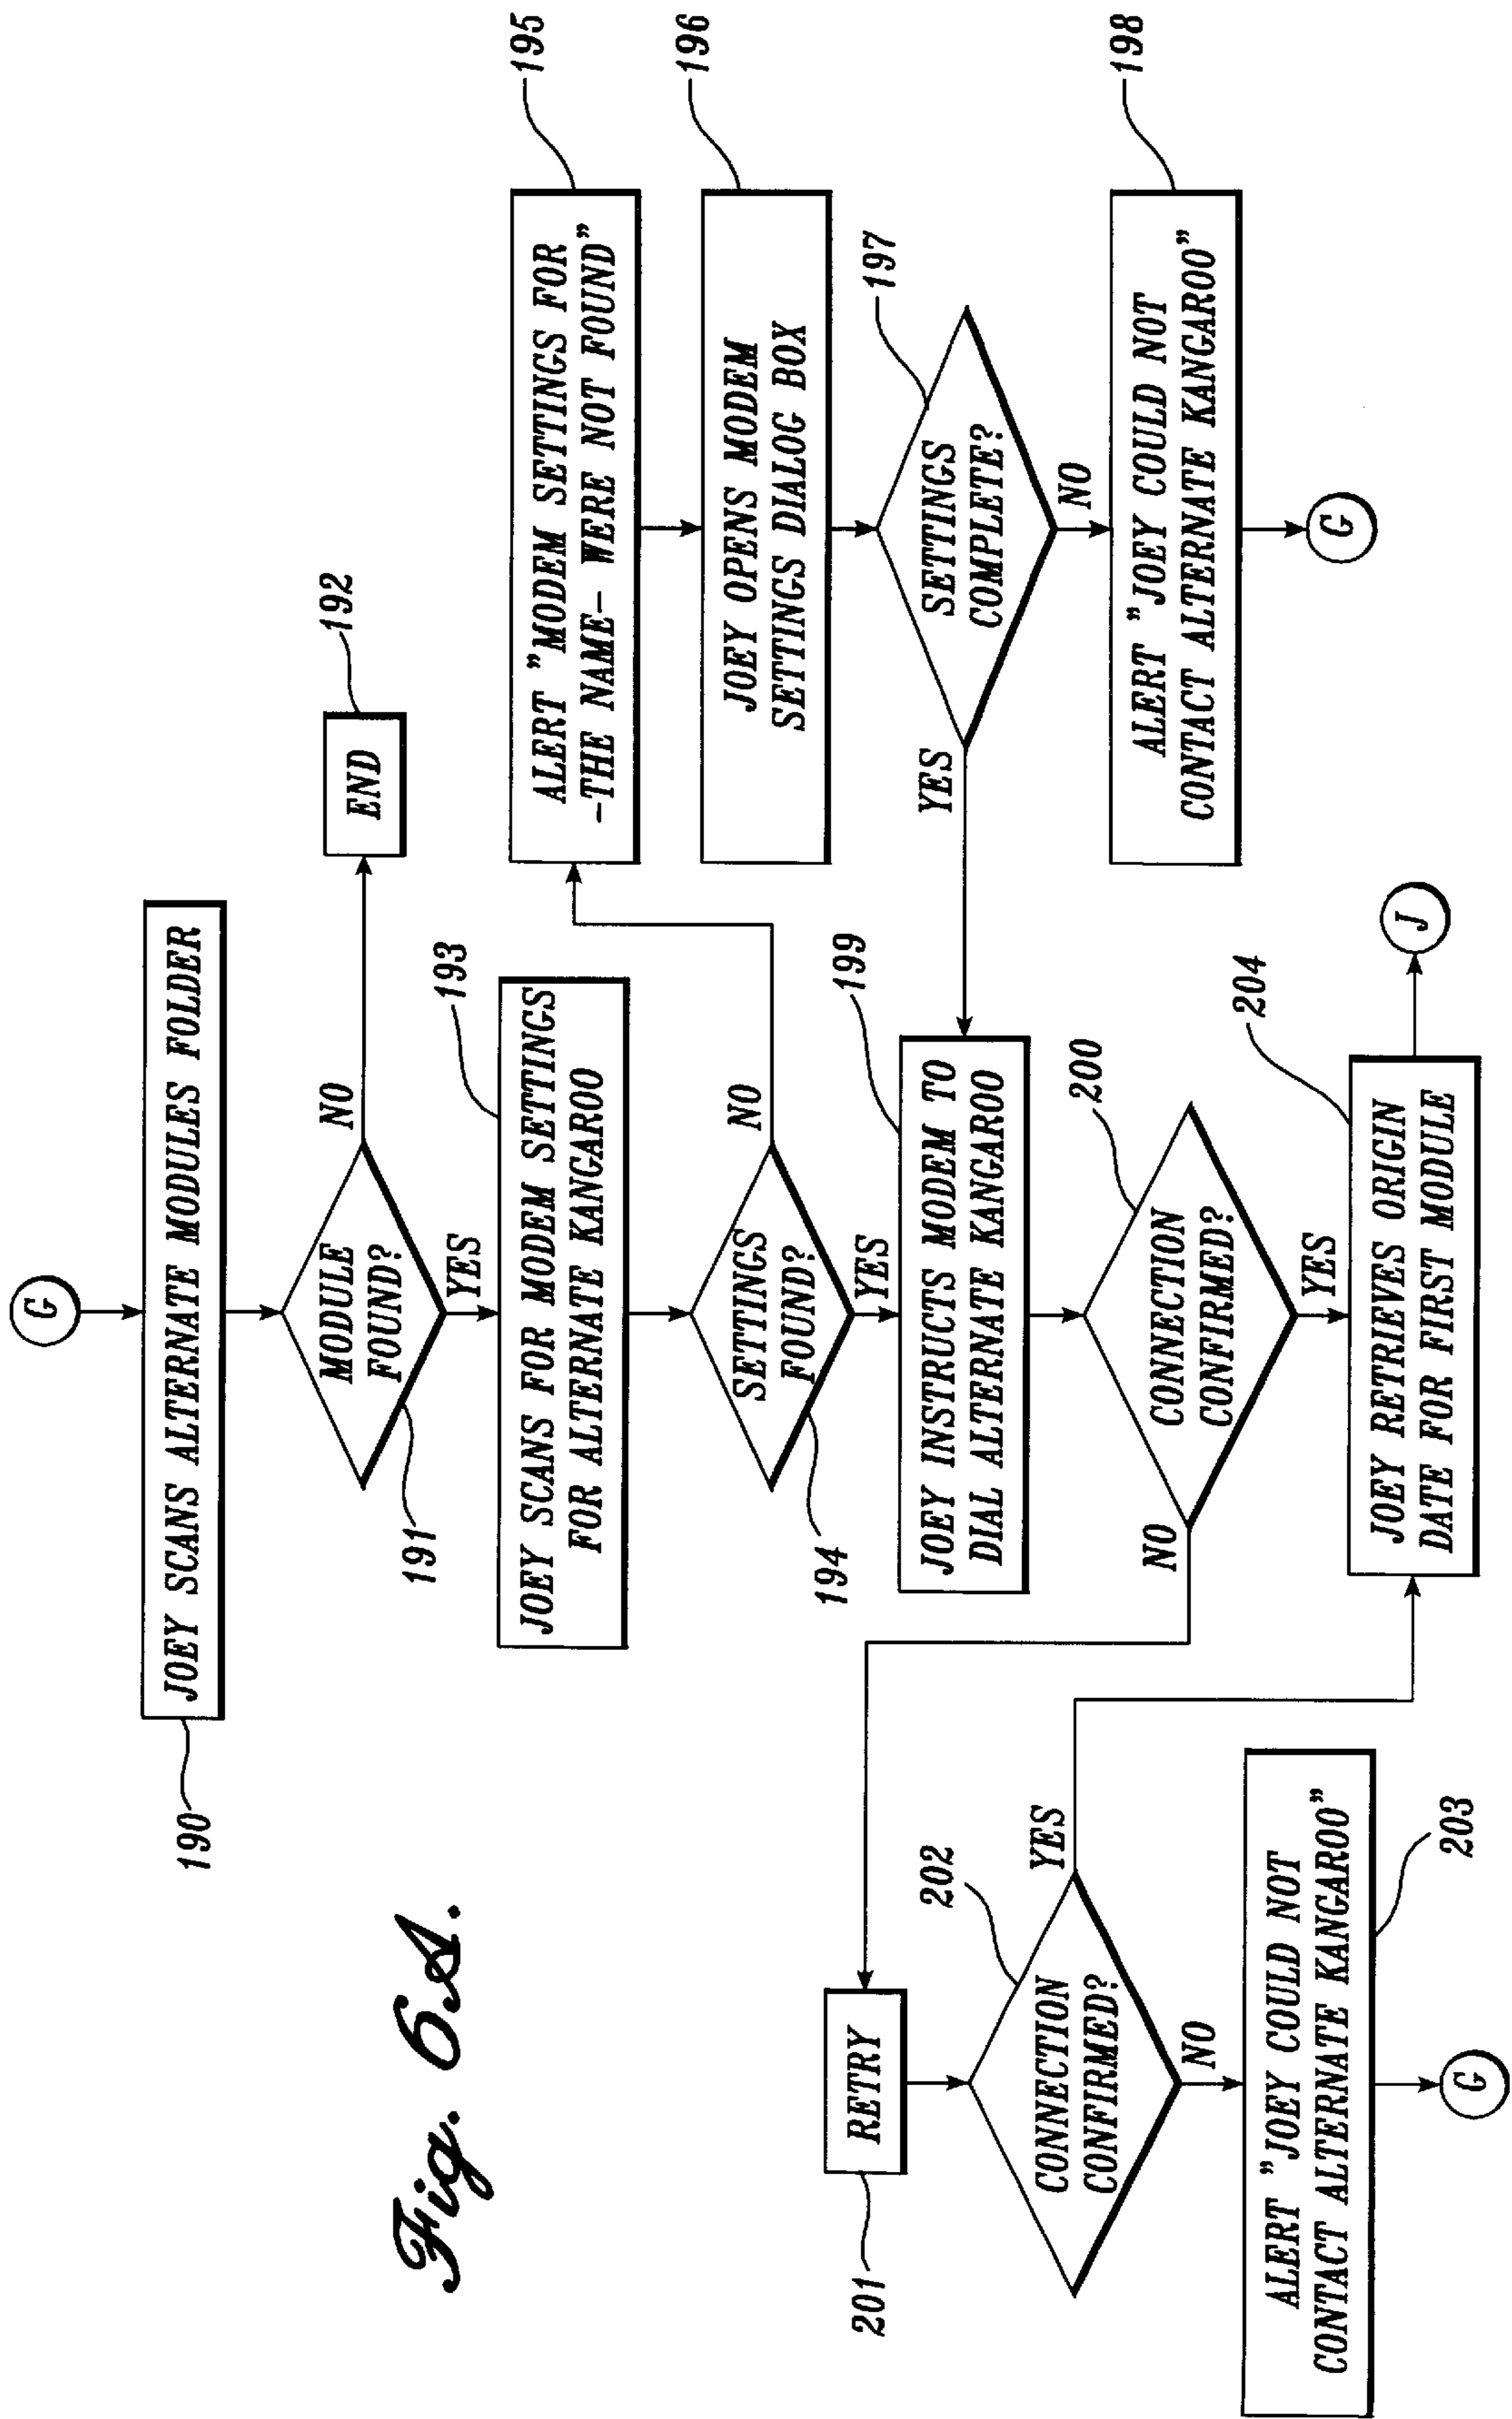 Fig. 6A.
G
190
JOEY SCANS ALTERNATE MODULES FOLDER
MODULE
FOUND?
191
NO
END
192
YES
JOEY SCANS FOR MODEM SETTINGS
FOR ALTERNATE KANGAROO
193
SETTINGS
FOUND?
194
NO
ALERT "MODEM SETTINGS FOR
-THE NAME- WERE NOT FOUND"
195
JOEY OPENS MODEM
SETTINGS DIALOG BOX
196
SETTINGS
COMPLETE?
197
YES
NO
ALERT "JOEY COULD NOT
CONTACT ALTERNATE KANGAROO"
198
G
YES
JOEY INSTRUCTS MODEM TO
DIAL ALTERNATE KANGAROO
199
CONNECTION
CONFIRMED?
200
NO
YES
RETRY
201
CONNECTION
CONFIRMED?
202
YES
NO
ALERT "JOEY COULD NOT
CONTACT ALTERNATE KANGAROO"
203
G
JOEY RETRIEVES ORIGIN
DATE FOR FIRST MODULE
204
J